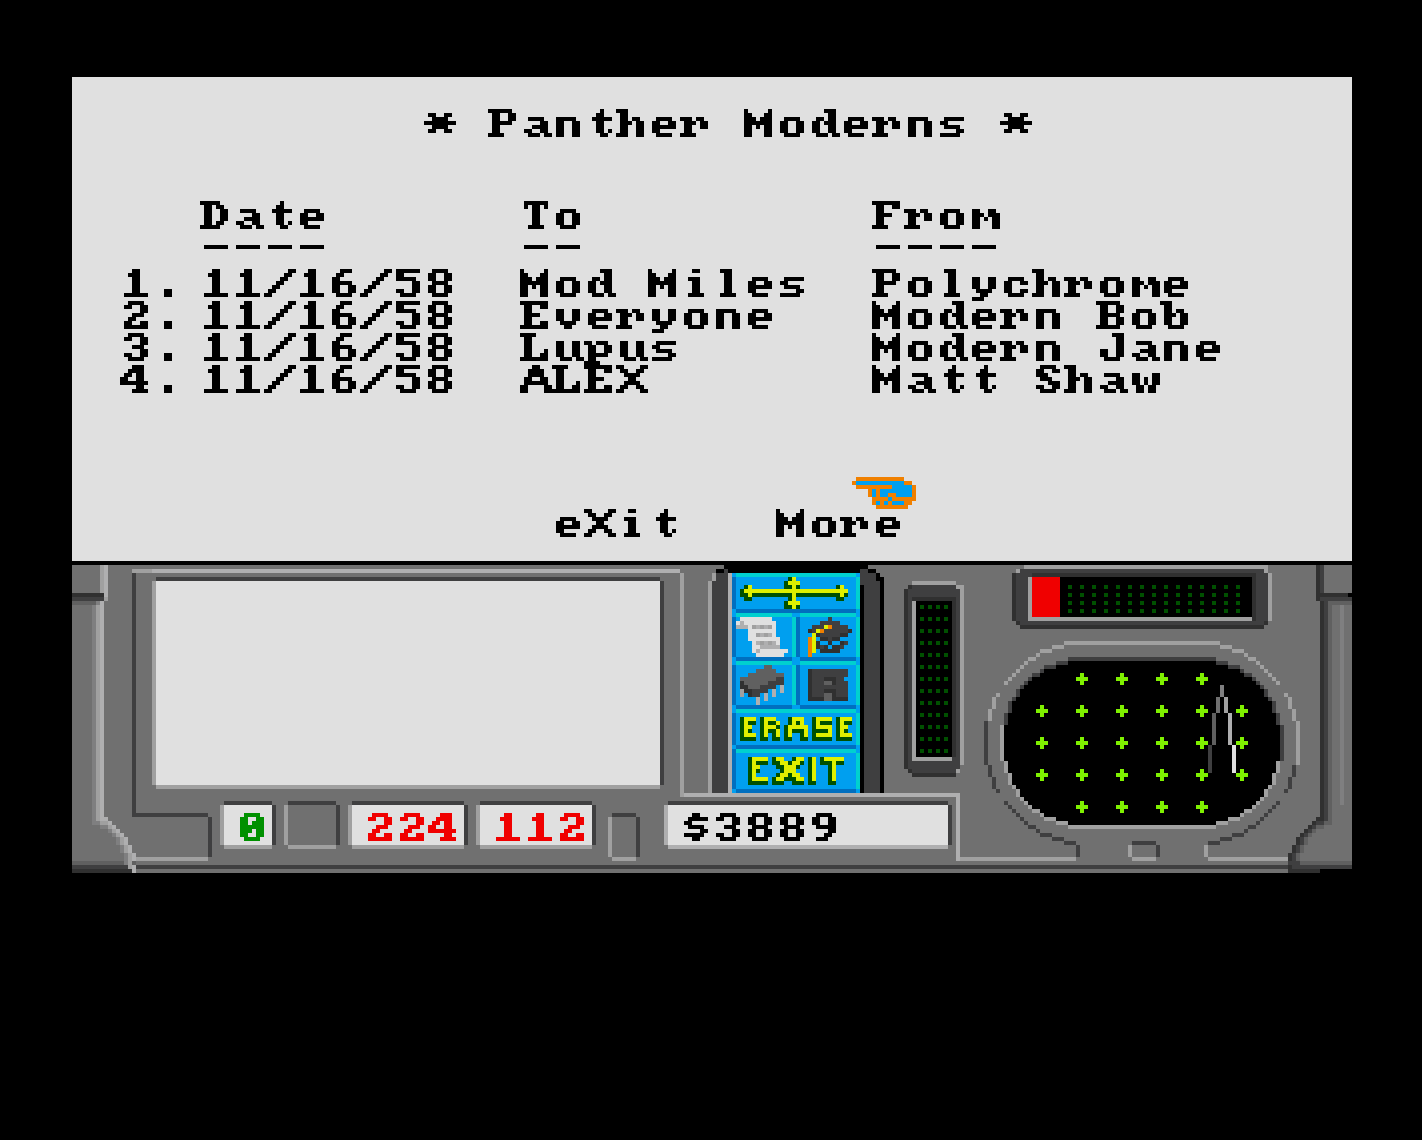 * Panther Moderns *
Date To From
---- -- ----
1. 11/16/58 Mod Miles Polychrome
2. 11/16/58 Everyone Modern Bob
3. 11/16/58 Lupus Modern Jane
4. 11/16/58 ALEX Matt Shaw
eXit More
R
ERASE
EXIT
0 224 112 $3889